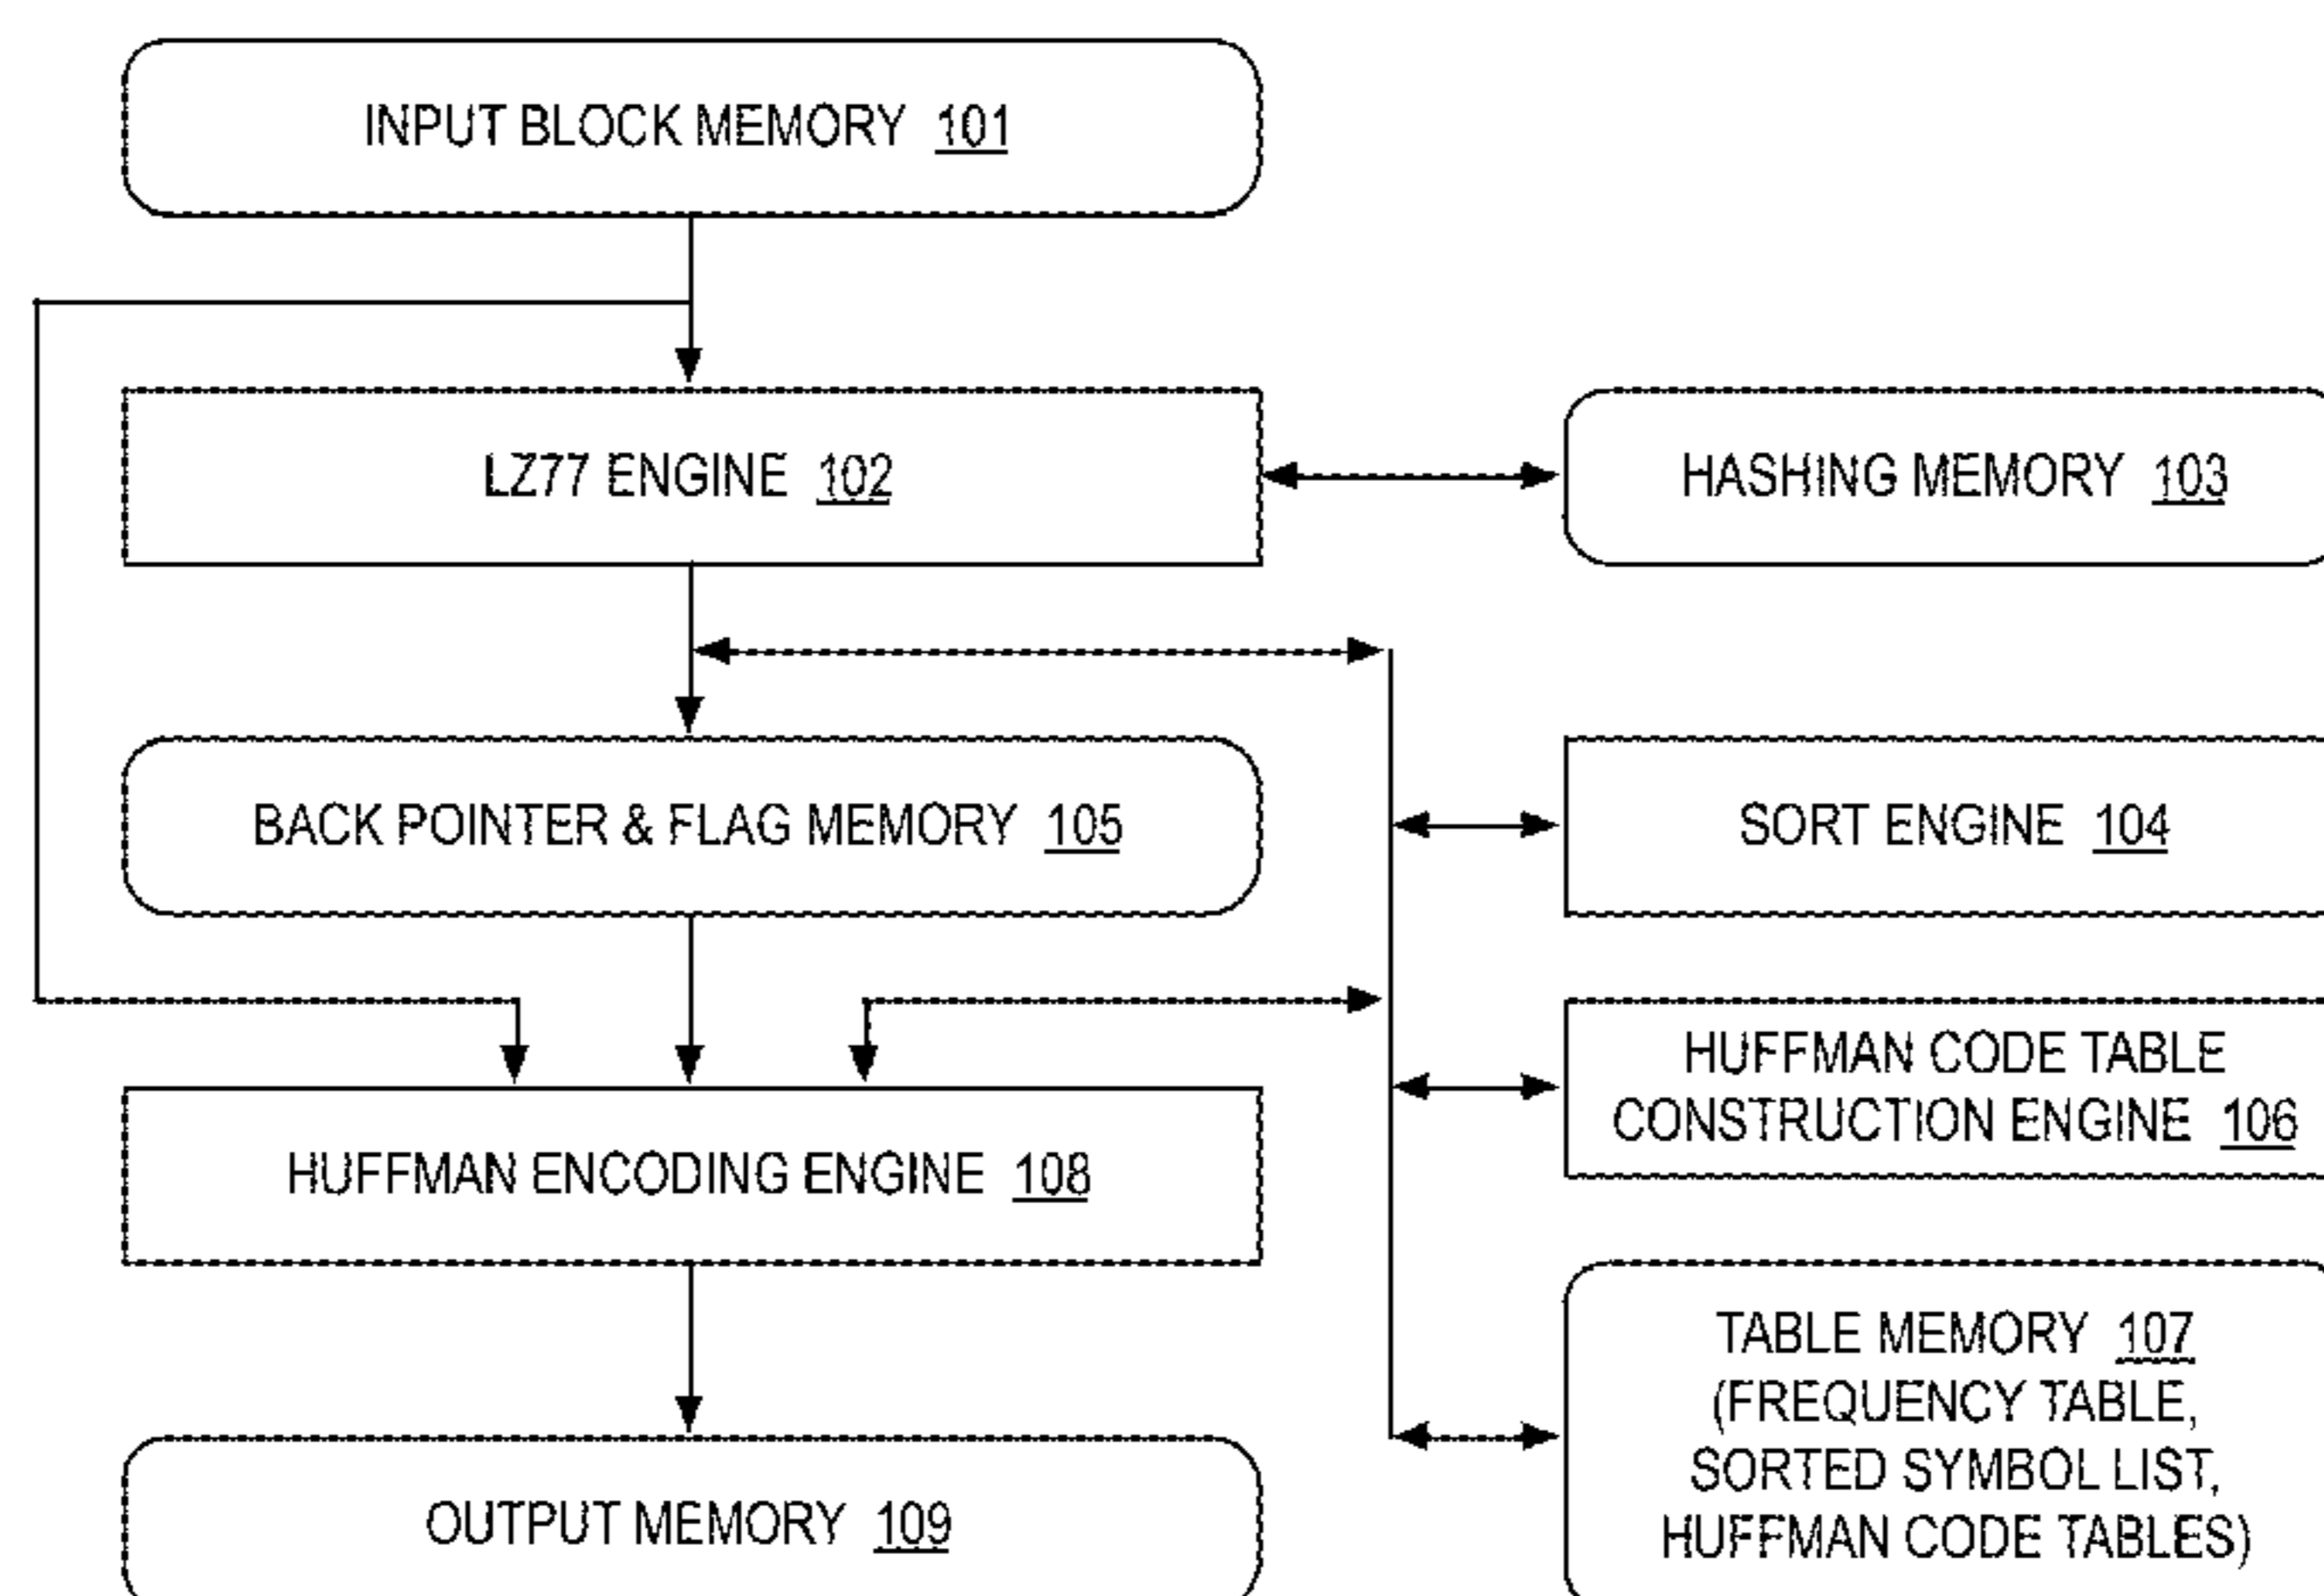 INPUT BLOCK MEMORY 101
LZ77 ENGINE 102
HASHING MEMORY 103
BACK POINTER & FLAG MEMORY 105
SORT ENGINE 104
HUFFMAN CODE TABLE
CONSTRUCTION ENGINE 106
HUFFMAN ENCODING ENGINE 108
TABLE MEMORY 107
(FREQUENCY TABLE,
SORTED SYMBOL LIST,
HUFFMAN CODE TABLES)
OUTPUT MEMORY 109